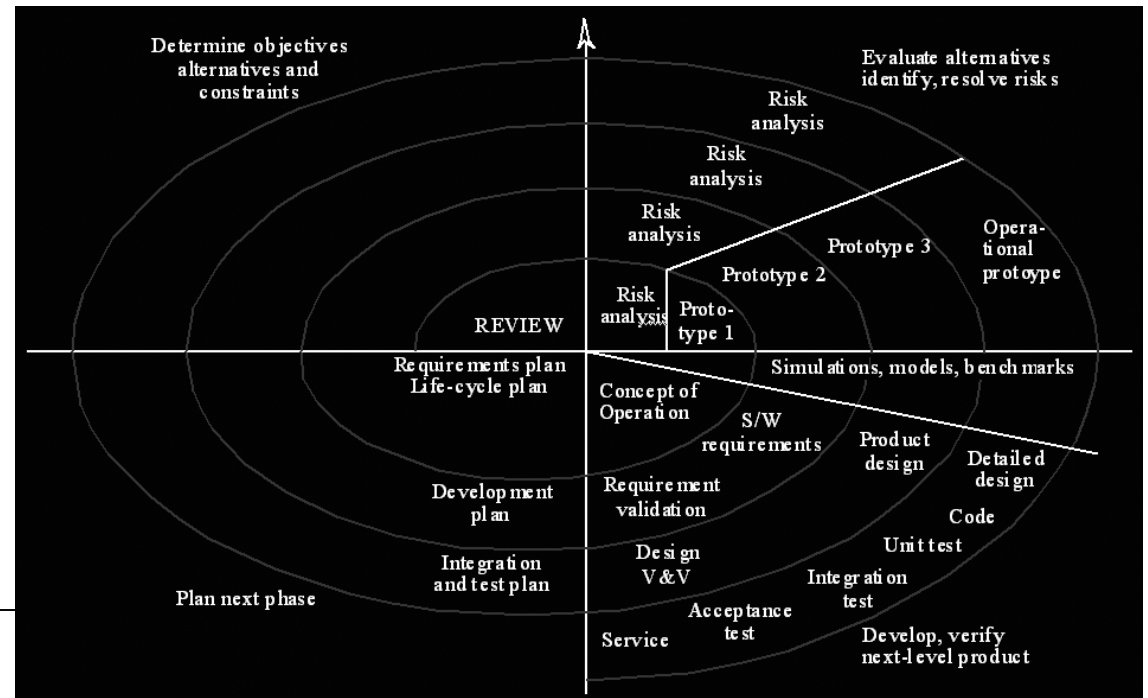 Determine objectives
alternatives and
constraints
Evaluate alternatives
identify, resolve risks
Risk
analysis
Risk
analysis
Risk
analysis
Risk
analysis
Proto-
type 1
Prototype 2
Prototype 3
Opera-
tional
protoype
REVIEW
Requirements plan
Life-cycle plan
Development
plan
Integration
and test plan
Plan next phase
Simulations, models, benchmarks
Concept of
Operation
S/W
requirements
Product
design
Detailed
design
Requirement
validation
Code
Unit test
Design
V&V
Integration
test
Acceptance
test
Service
Develop, verify
next-level product